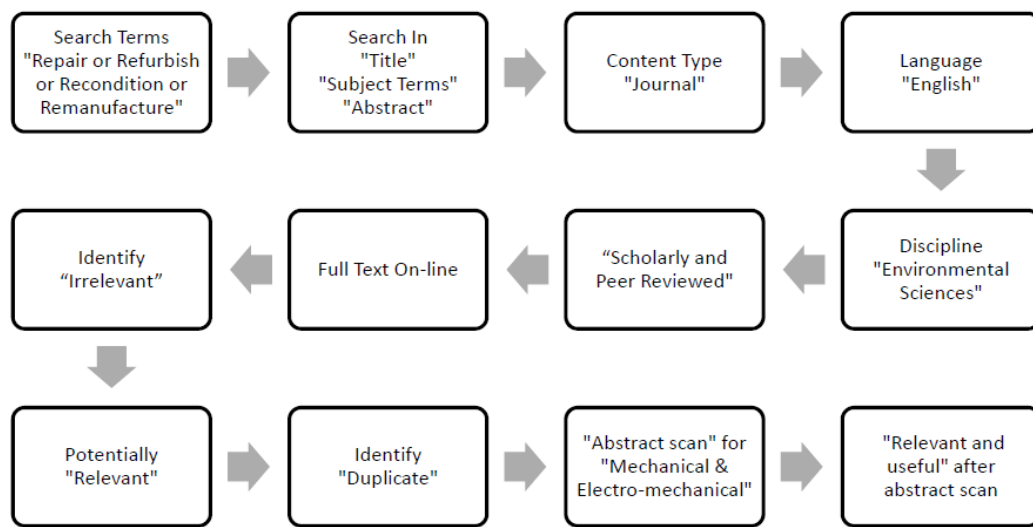 Search Terms
"Repair or Refurbish
or Recondition or
Remanufacture"
Search In
"Title"
"Subject Terms"
"Abstract"
Content Type
"Journal"
Language
"English"
Discipline
"Environmental
Sciences"
“Scholarly and
Peer Reviewed"
Full Text On-line
Identify
“Irrelevant”
Potentially
"Relevant"
Identify
"Duplicate"
"Abstract scan" for
"Mechanical &
Electro-mechanical"
"Relevant and
useful" after
abstract scan